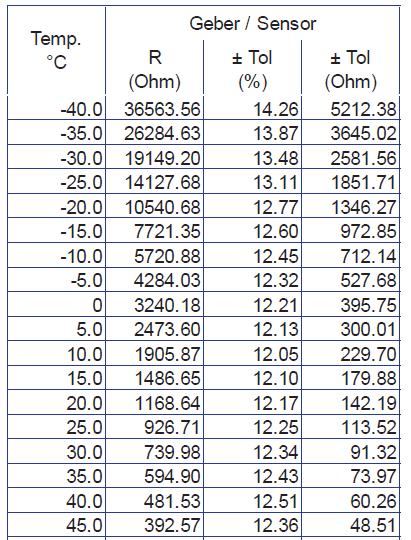 Temp. °C Geber / Sensor
R (Ohm) ± Tol (%) ± Tol (Ohm)
-40.0 36563.56 14.26 5212.38
-35.0 26284.63 13.87 3645.02
-30.0 19149.20 13.48 2581.56
-25.0 14127.68 13.11 1851.71
-20.0 10540.68 12.77 1346.27
-15.0 7721.35 12.60 972.85
-10.0 5720.88 12.45 712.14
-5.0 4284.03 12.32 527.68
0 3240.18 12.21 395.75
5.0 2473.60 12.13 300.01
10.0 1905.87 12.05 229.70
15.0 1486.65 12.10 179.88
20.0 1168.64 12.17 142.19
25.0 926.71 12.25 113.52
30.0 739.98 12.34 91.32
35.0 594.90 12.43 73.97
40.0 481.53 12.51 60.26
45.0 392.57 12.36 48.51